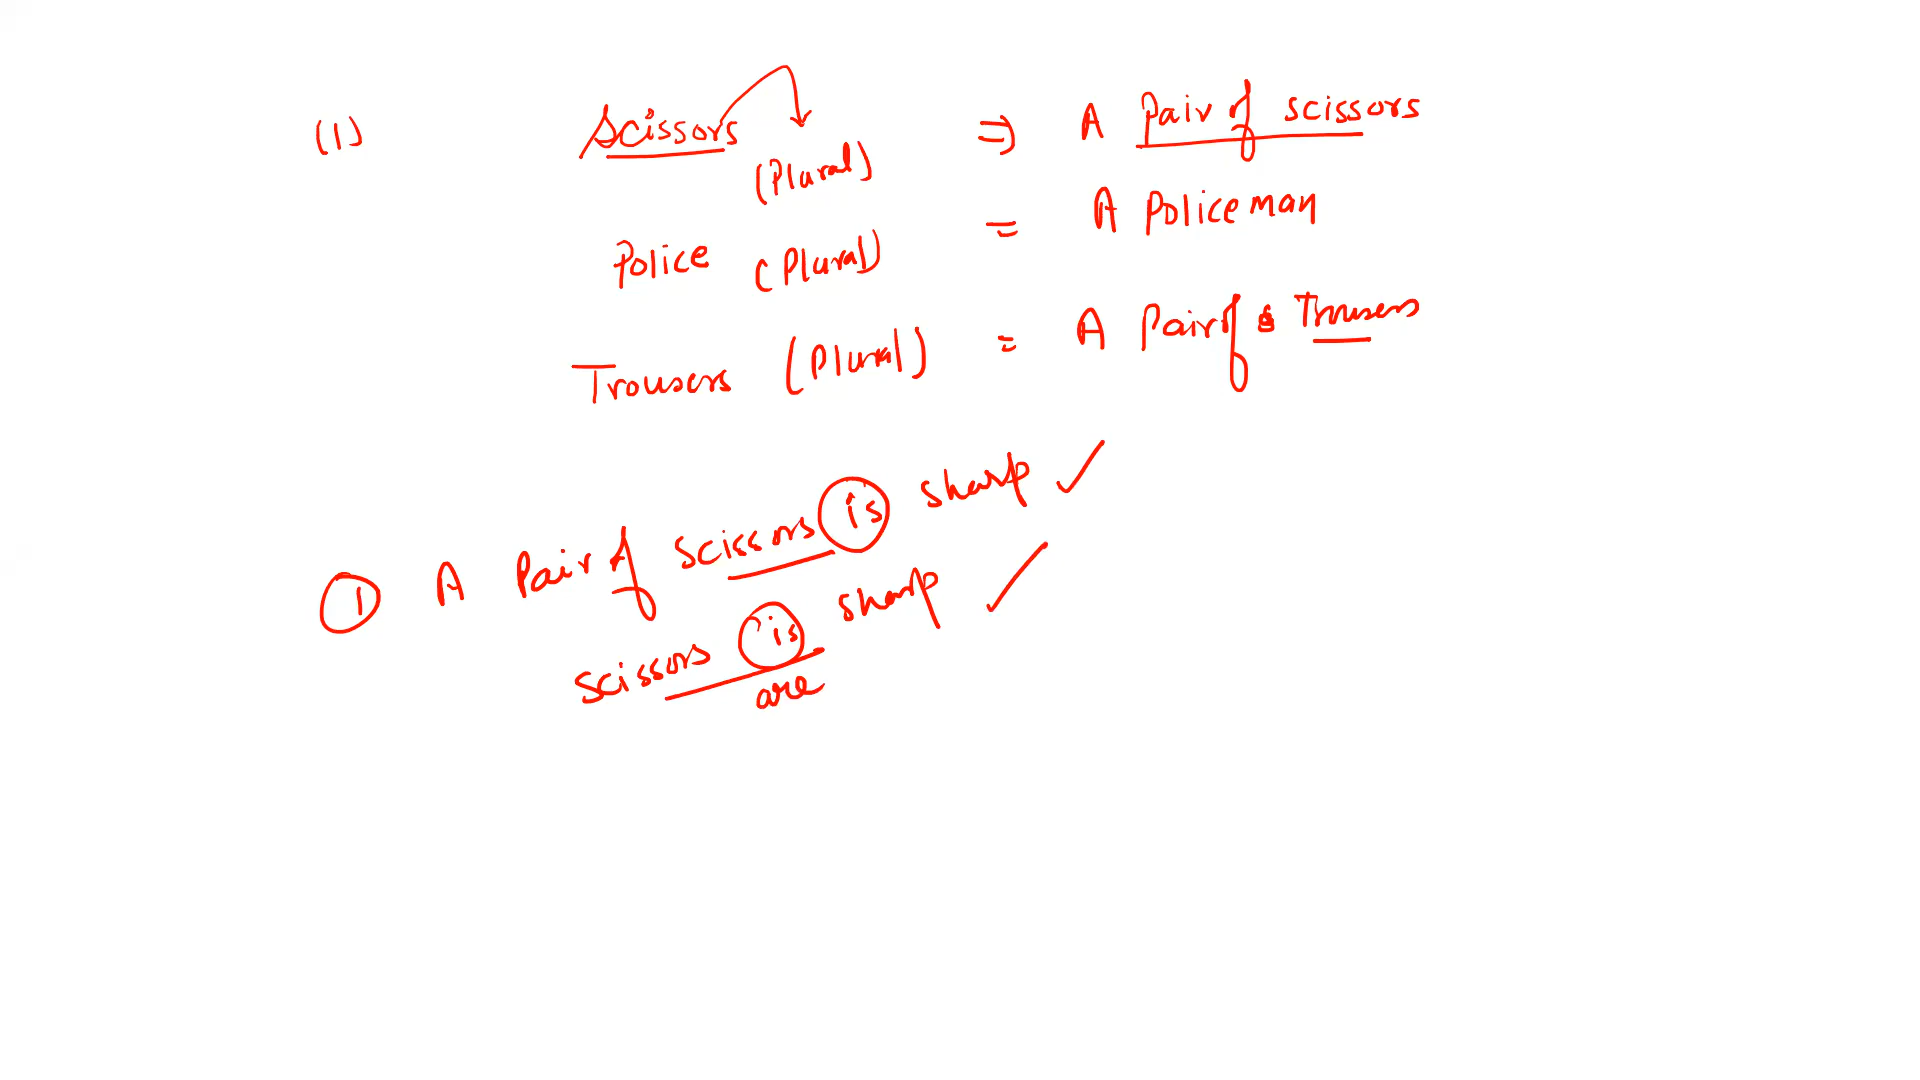 (1) Scissors (Plural) ⇒ A Pair of scissors
Police (Plural) = A Policeman
Trousers (Plural) = A Pair of Trousers
① A Pair of scissors is sharp ✓
scissors is sharp ✓
are